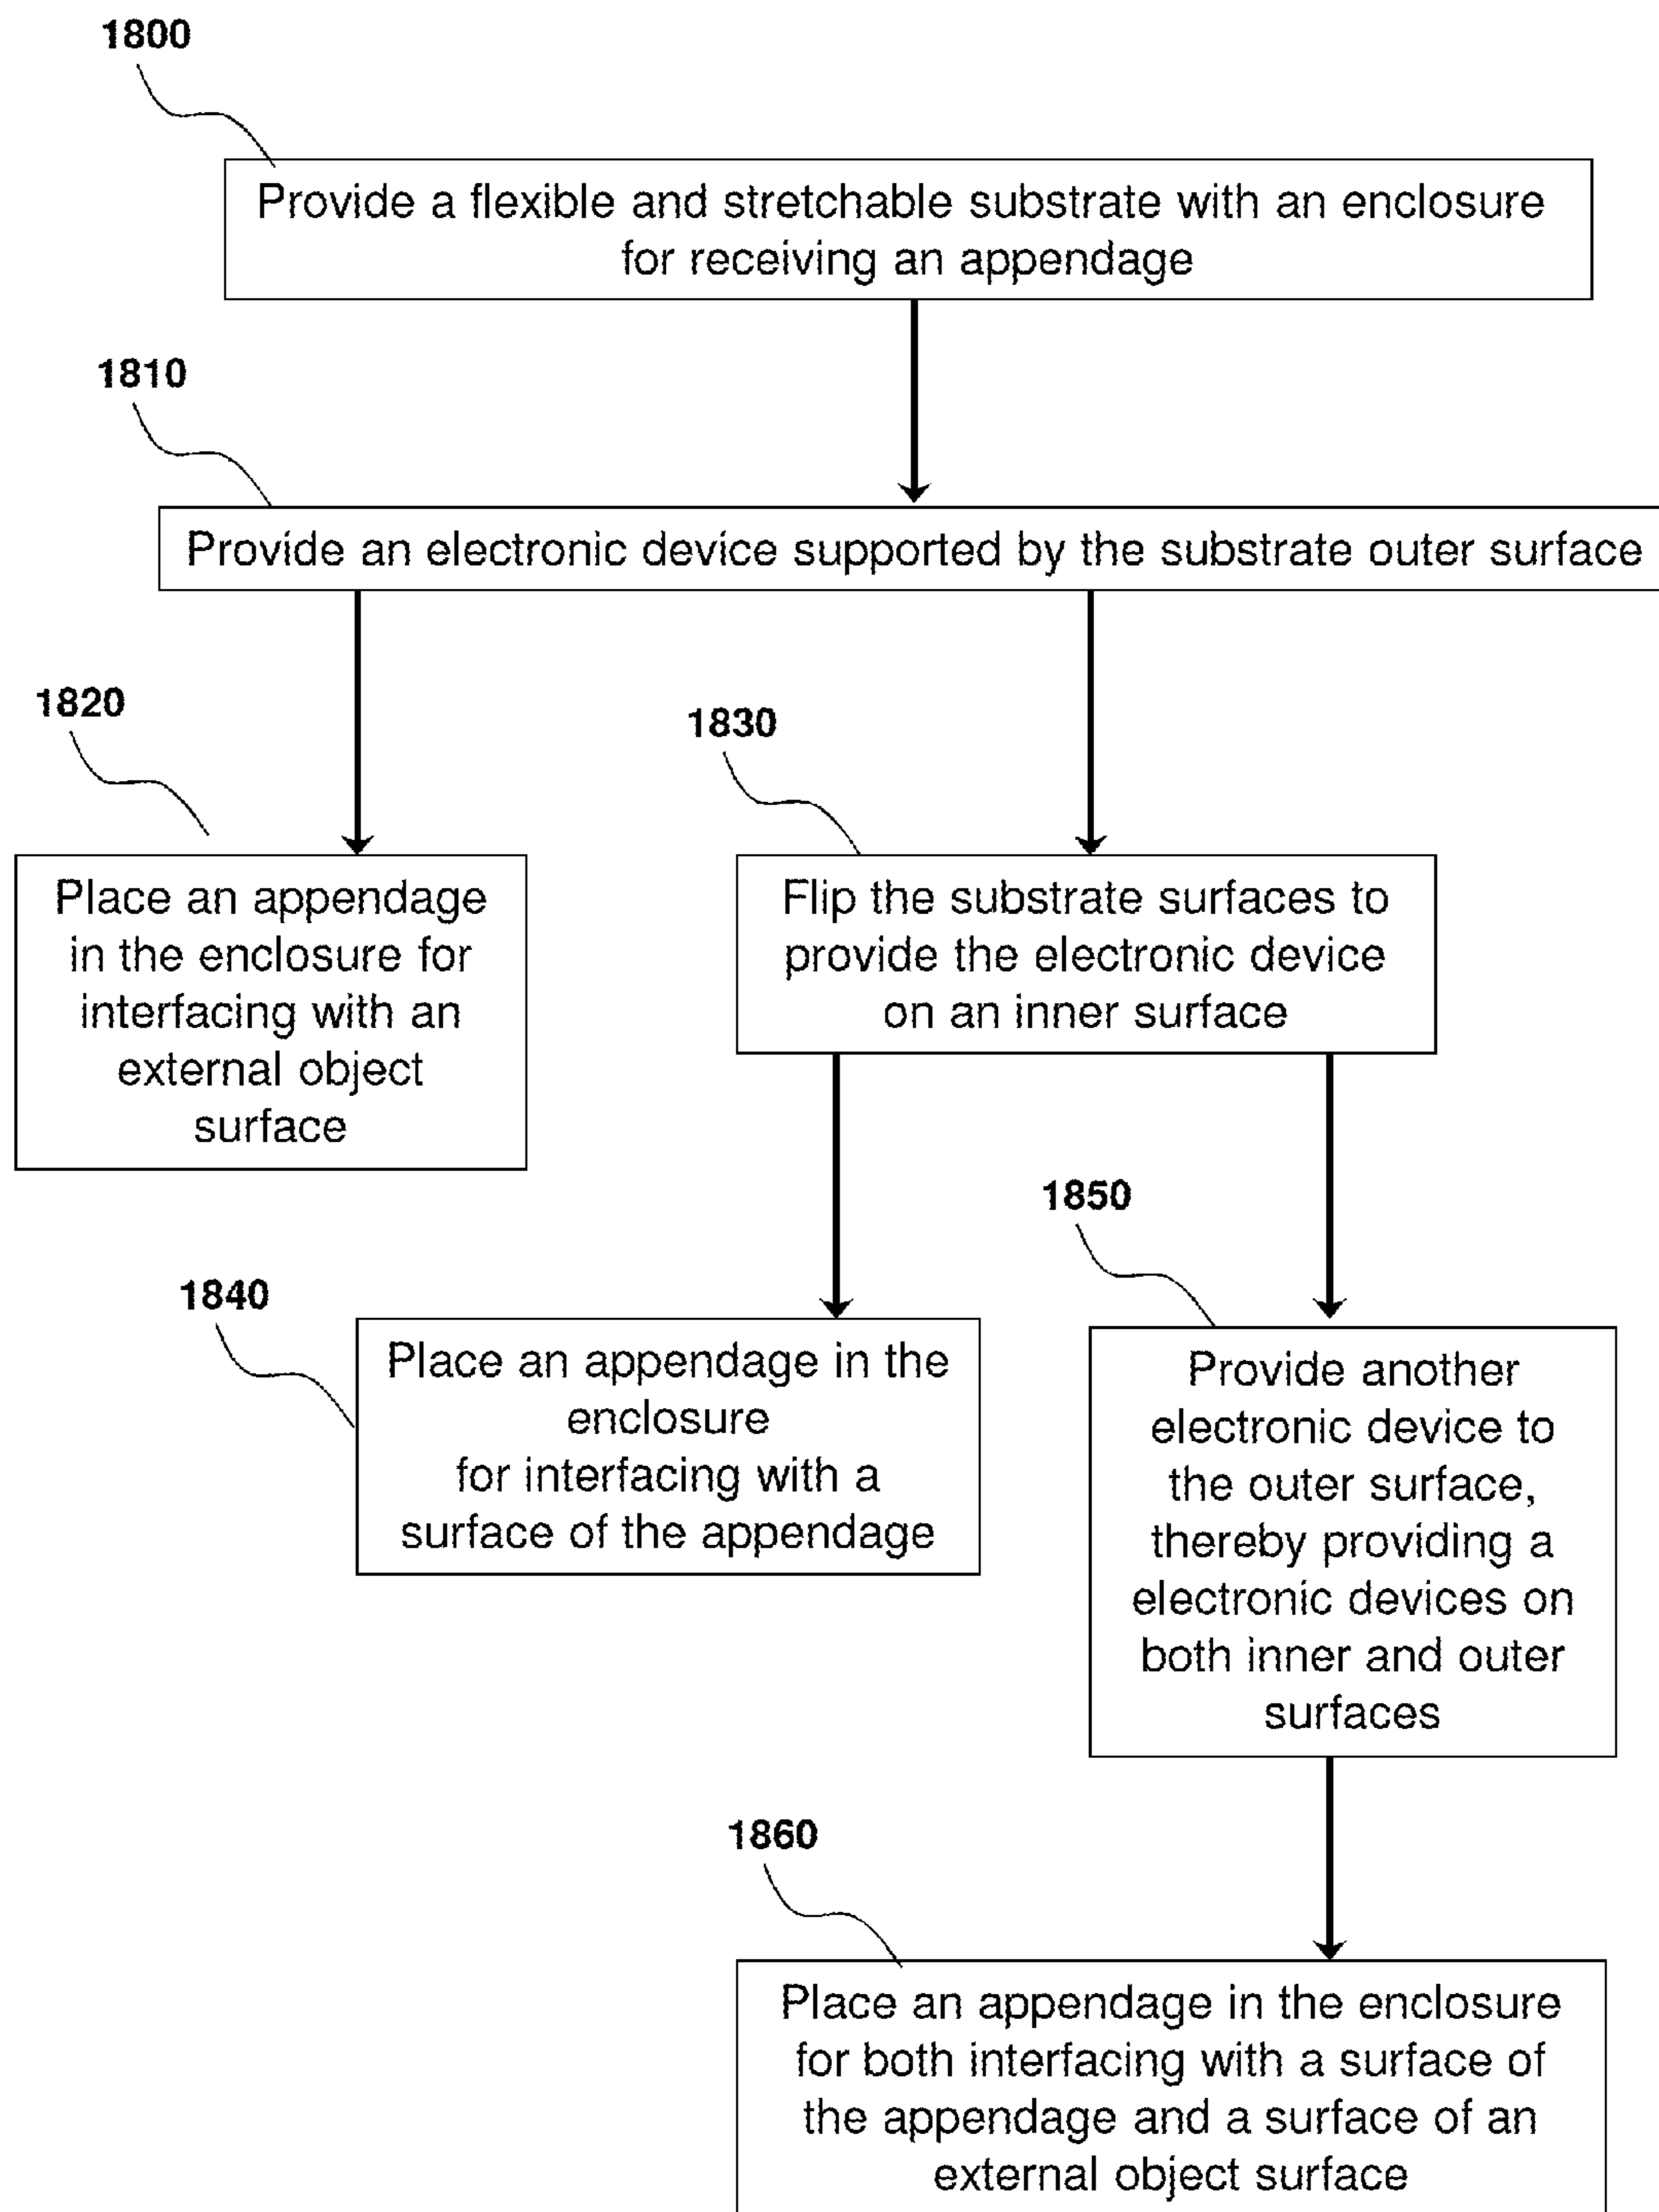 1800
Provide a flexible and stretchable substrate with an enclosure
for receiving an appendage
1810
Provide an electronic device supported by the substrate outer surface
1820
Place an appendage
in the enclosure for
interfacing with an
external object
surface
1830
Flip the substrate surfaces to
provide the electronic device
on an inner surface
1840
Place an appendage in the
enclosure
for interfacing with a
surface of the appendage
1850
Provide another
electronic device to
the outer surface,
thereby providing a
electronic devices on
both inner and outer
surfaces
1860
Place an appendage in the enclosure
for both interfacing with a surface of
the appendage and a surface of an
external object surface